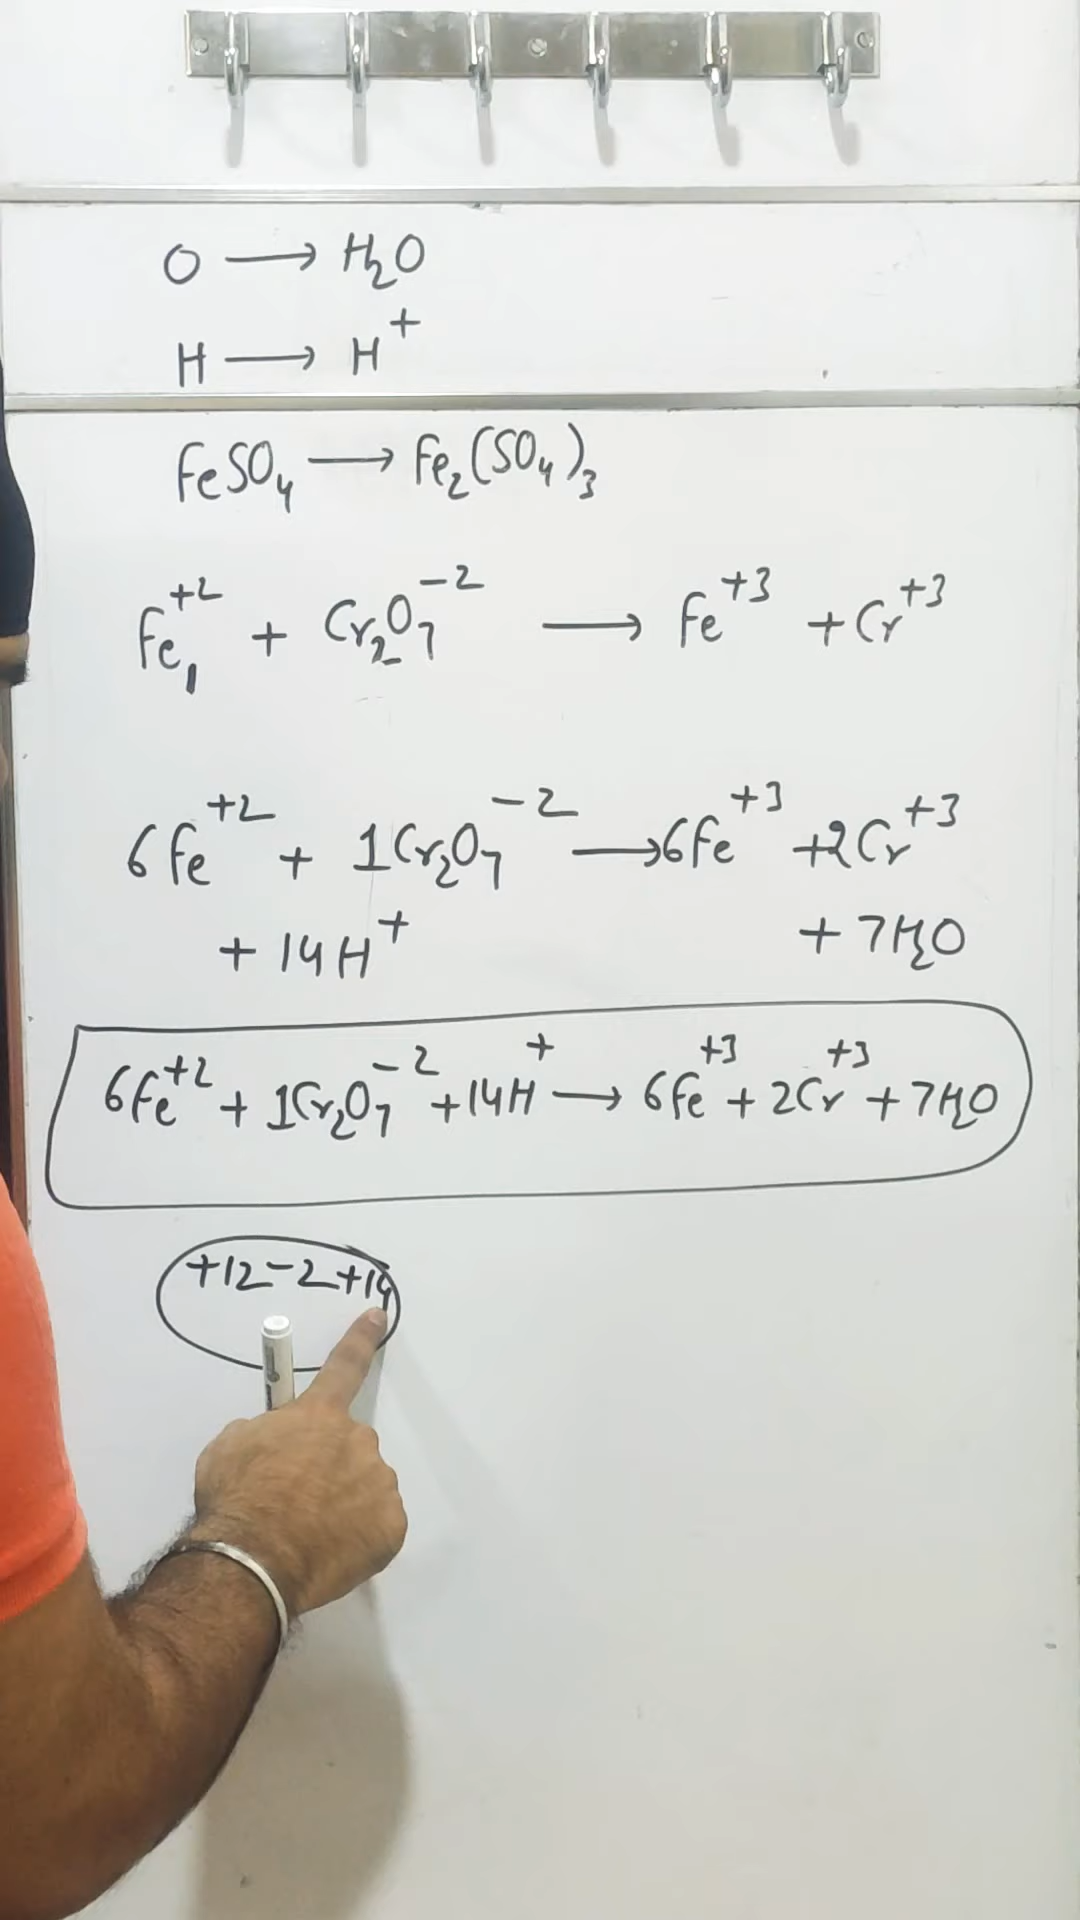 O ⟶ H₂O
H ⟶ H⁺
FeSO₄ ⟶ Fe₂(SO₄)₃
Fe₁⁺² + Cr₂O₇⁻² ⟶ Fe⁺³ + Cr⁺³
6Fe⁺² + 1Cr₂O₇⁻² ⟶ 6Fe⁺³ + 2Cr⁺³
+ 14H⁺ + 7H₂O
6Fe⁺² + 1Cr₂O₇⁻² + 14H⁺ ⟶ 6Fe⁺³ + 2Cr⁺³ + 7H₂O
+12-2+14